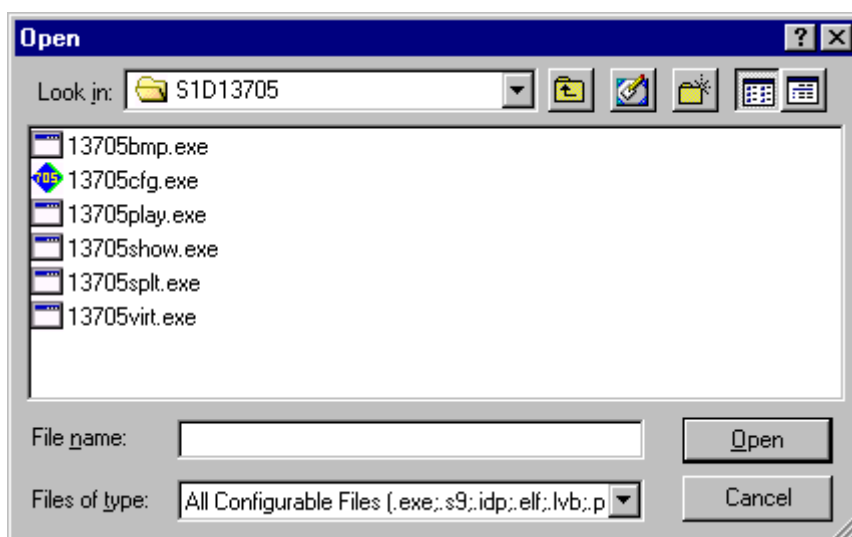 Open
Look in: S1D13705
13705bmp.exe
705 13705cfg.exe
13705play.exe
13705show.exe
13705splt.exe
13705virt.exe
File name:
Open
Files of type: All Configurable Files (.exe;.s9;.idp;.elf;.lvb;.p
Cancel